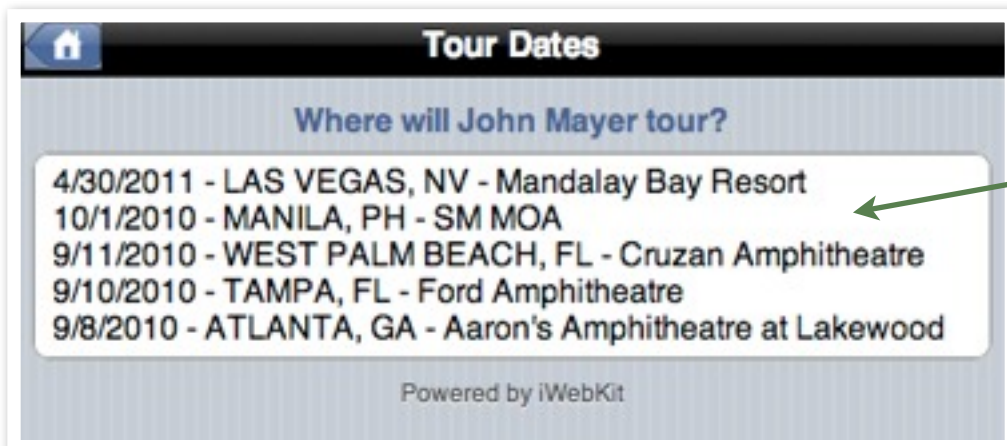 Tour Dates
Where will John Mayer tour?
4/30/2011 - LAS VEGAS, NV - Mandalay Bay Resort
10/1/2010 - MANILA, PH - SM MOA
9/11/2010 - WEST PALM BEACH, FL - Cruzan Amphitheatre
9/10/2010 - TAMPA, FL - Ford Amphitheatre
9/8/2010 - ATLANTA, GA - Aaron's Amphitheatre at Lakewood
Powered by iWebKit